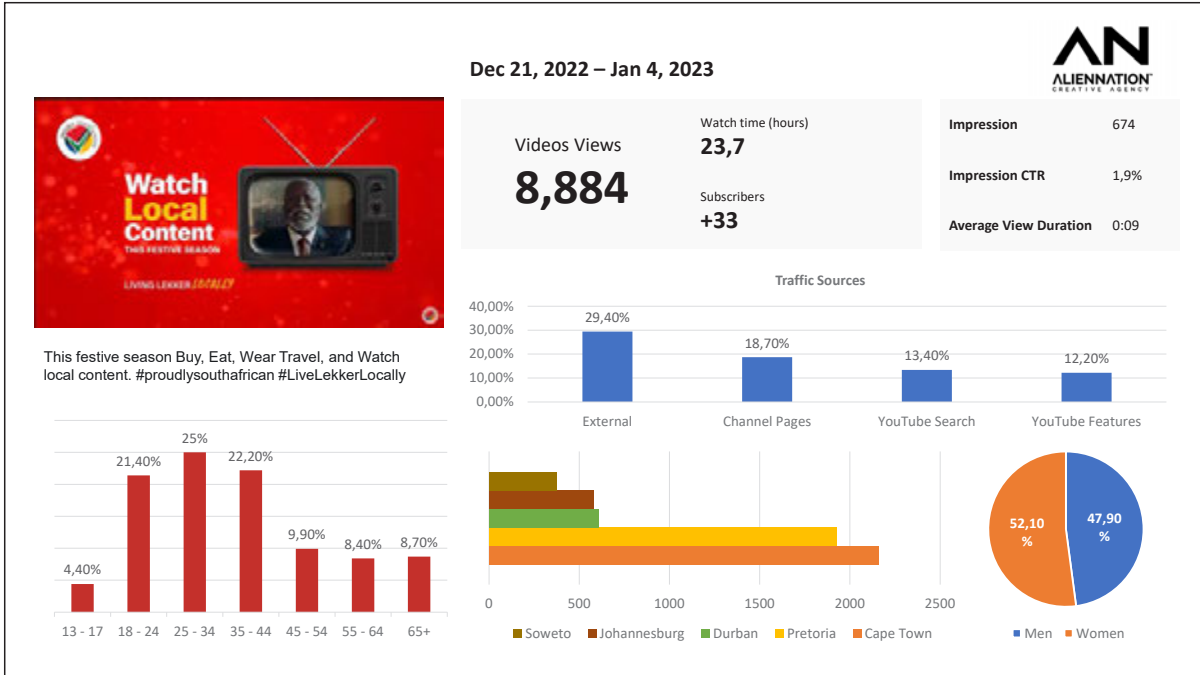 Dec 21, 2022 – Jan 4, 2023
AN
ALIENNATION
CREATIVE AGENCY
Watch
Local
Content
THIS FESTIVE SEASON
LIVING LEKKER LOCALLY
Videos Views
8,884
Watch time (hours)
23,7
Subscribers
+33
Impression 674
Impression CTR 1,9%
Average View Duration 0:09
This festive season Buy, Eat, Wear Travel, and Watch
local content. #proudlysouthafrican #LiveLekkerLocally
Traffic Sources
40,00%
30,00%
20,00%
10,00%
0,00%
29,40%
18,70%
13,40%
12,20%
External Channel Pages YouTube Search YouTube Features
4,40%
21,40%
25%
22,20%
9,90%
8,40%
8,70%
13 - 17 18 - 24 25 - 34 35 - 44 45 - 54 55 - 64 65+
0 500 1000 1500 2000 2500
Soweto Johannesburg Durban Pretoria Cape Town
52,10
%
47,90
%
Men Women